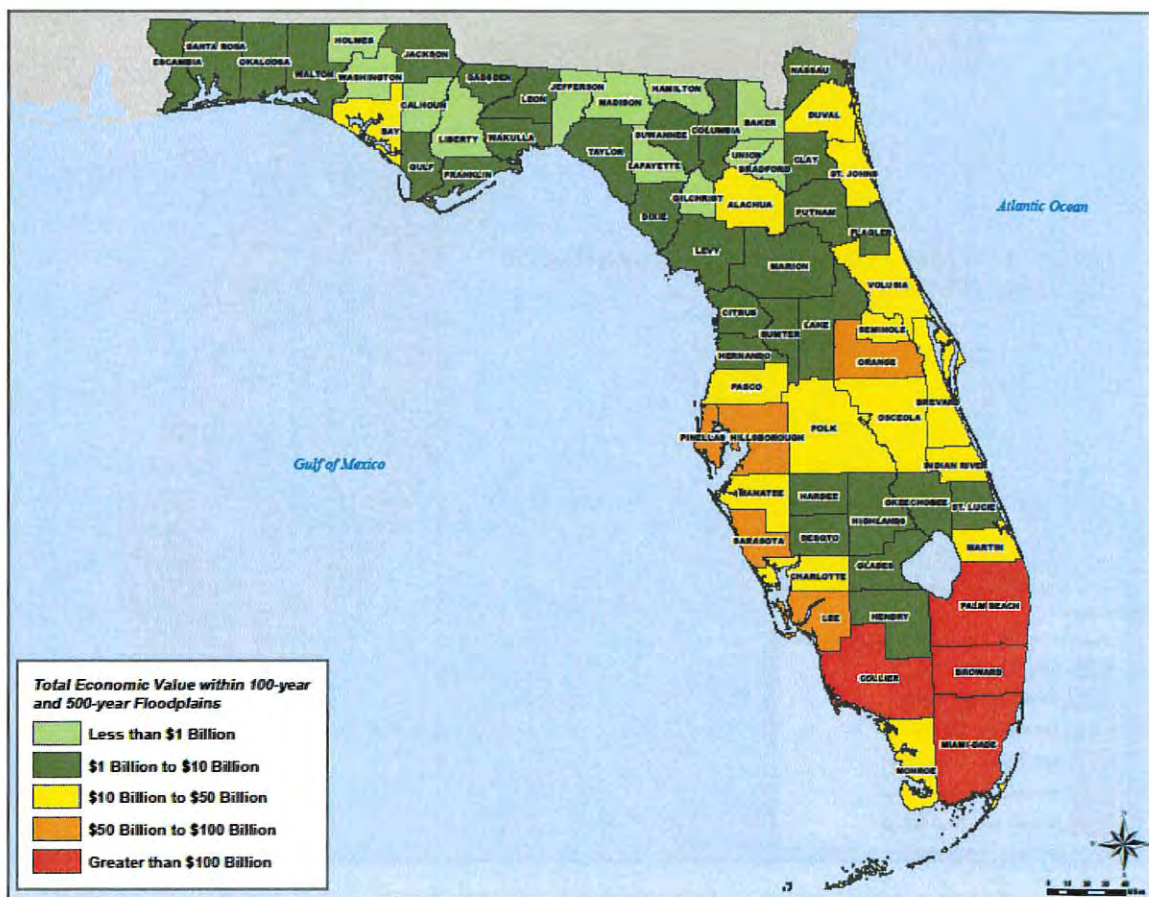 HOLMES
JACKSON
SANTA ROSA
ESCAMBIA
OKALOOSA
WALTON
WASHINGTON
GADSDEN
NASSAU
CALHOUN
LEON
JEFFERSON
MADISON
HAMILTON
DUVAL
BAY
LIBERTY
WAKULLA
TAYLOR
SUWANNEE
COLUMBIA
BAKER
UNION
BRADFORD
CLAY
ST. JOHNS
GULF
FRANKLIN
LAFAYETTE
GILCHRIST
ALACHUA
PUTNAM
Atlantic Ocean
DIXIE
FLAGLER
LEVY
MARION
VOLUSIA
CITRUS
SUMTER
LAKE
SEMINOLE
HERNANDO
ORANGE
PASCO
BREVARD
OSCEOLA
PINELLAS
HILLSBOROUGH
POLK
Gulf of Mexico
INDIAN RIVER
MANATEE
HARDEE
OKEECHOBEE
ST. LUCIE
HIGHLANDS
SARASOTA
DESOTO
MARTIN
CHARLOTTE
GLADES
PALM BEACH
LEE
HENDRY
COLLIER
BROWARD
MIAMI-DADE
MONROE
Total Economic Value within 100-year
and 500-year Floodplains
Less than $1 Billion
$1 Billion to $10 Billion
$10 Billion to $50 Billion
$50 Billion to $100 Billion
Greater than $100 Billion